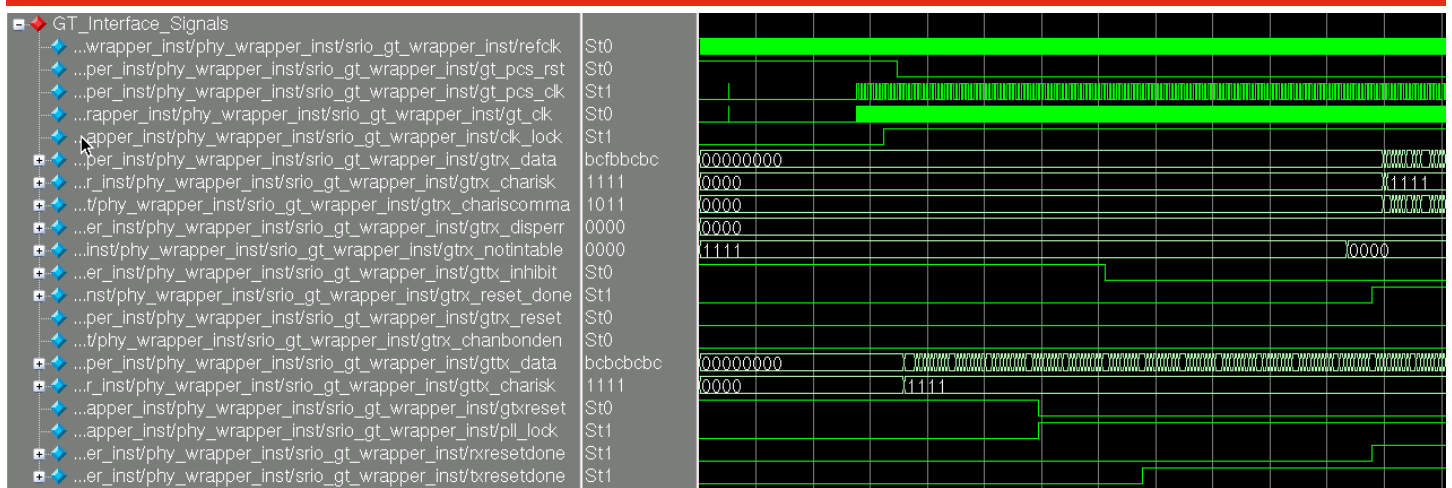 GT_Interface_Signals
...wrapper_inst/phy_wrapper_inst/srio_gt_wrapper_inst/refclk St0
...per_inst/phy_wrapper_inst/srio_gt_wrapper_inst/gt_pcs_rst St0
...per_inst/phy_wrapper_inst/srio_gt_wrapper_inst/gt_pcs_clk St1
...rapper_inst/phy_wrapper_inst/srio_gt_wrapper_inst/gt_clk St0
...apper_inst/phy_wrapper_inst/srio_gt_wrapper_inst/clk_lock St1
...per_inst/phy_wrapper_inst/srio_gt_wrapper_inst/gtrx_data bcfbbcbc 00000000
...r_inst/phy_wrapper_inst/srio_gt_wrapper_inst/gtrx_charisk 1111 0000 1111
...t/phy_wrapper_inst/srio_gt_wrapper_inst/gtrx_chariscomma 1011 0000
...er_inst/phy_wrapper_inst/srio_gt_wrapper_inst/gtrx_disperr 0000 0000
...inst/phy_wrapper_inst/srio_gt_wrapper_inst/gtrx_notintable 0000 1111 0000
...er_inst/phy_wrapper_inst/srio_gt_wrapper_inst/gttx_inhibit St0
...nst/phy_wrapper_inst/srio_gt_wrapper_inst/gtrx_reset_done St1
...per_inst/phy_wrapper_inst/srio_gt_wrapper_inst/gtrx_reset St0
...t/phy_wrapper_inst/srio_gt_wrapper_inst/gtrx_chanbonden St0
...per_inst/phy_wrapper_inst/srio_gt_wrapper_inst/gttx_data bcbcbcbc 00000000
...r_inst/phy_wrapper_inst/srio_gt_wrapper_inst/gttx_charisk 1111 0000 1111
...apper_inst/phy_wrapper_inst/srio_gt_wrapper_inst/gtxreset St0
...apper_inst/phy_wrapper_inst/srio_gt_wrapper_inst/pll_lock St1
...er_inst/phy_wrapper_inst/srio_gt_wrapper_inst/rxresetdone St1
...er_inst/phy_wrapper_inst/srio_gt_wrapper_inst/txresetdone St1